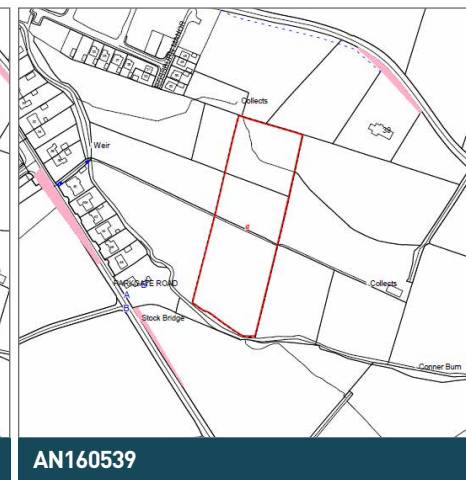 Collects
39
Weir
PARKGATE ROAD
A
B
Stock Bridge
Collects
Conner Burn
AN160539